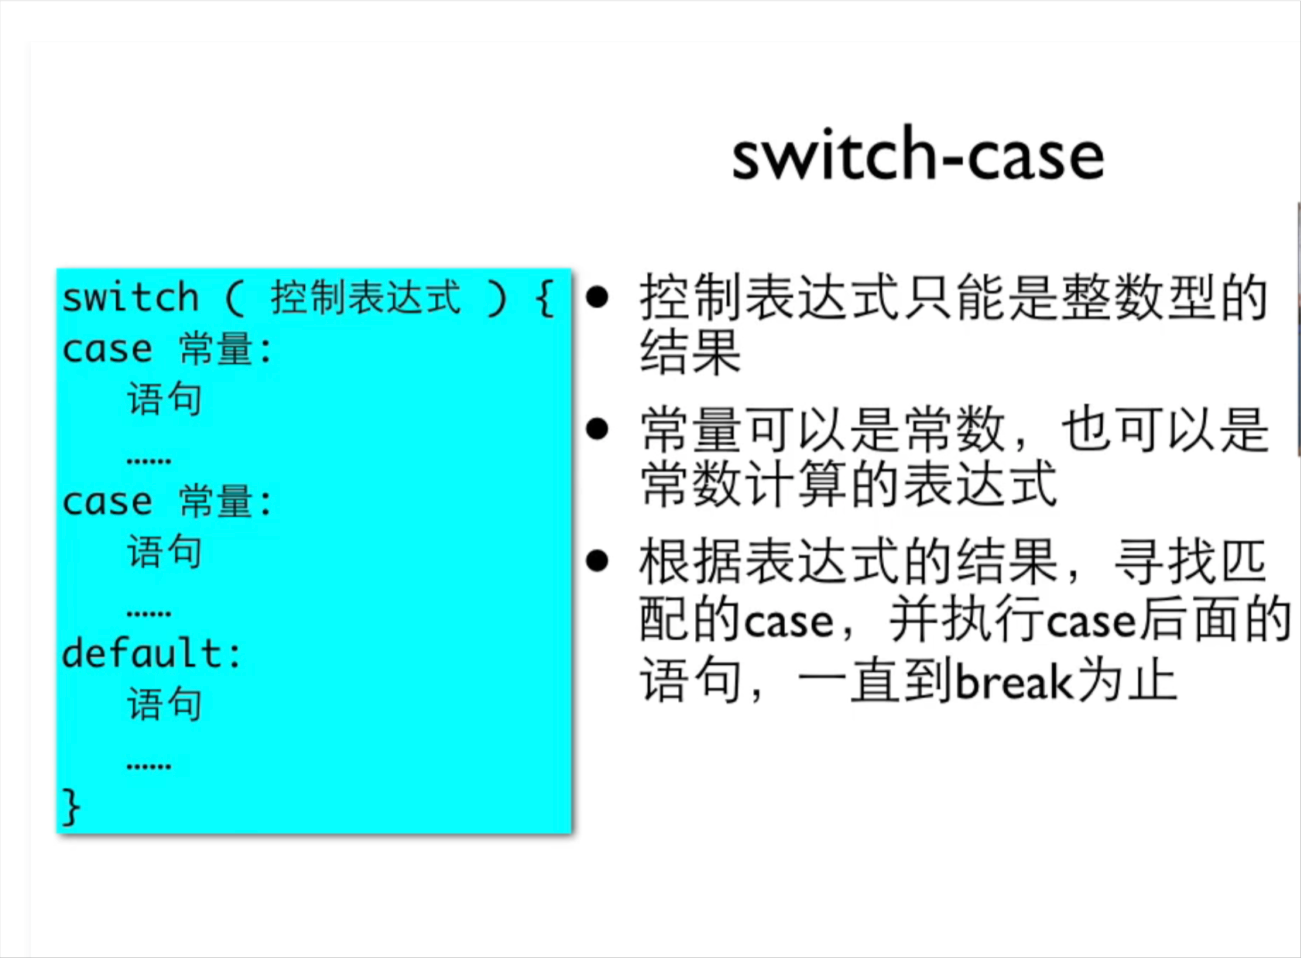 switch-case
switch ( 控制表达式 ) {
case 常量:
语句
……
case 常量:
语句
……
default:
语句
……
}
● 控制表达式只能是整数型的
结果
● 常量可以是常数，也可以是
常数计算的表达式
● 根据表达式的结果，寻找匹
配的case，并执行case后面的
语句，一直到break为止